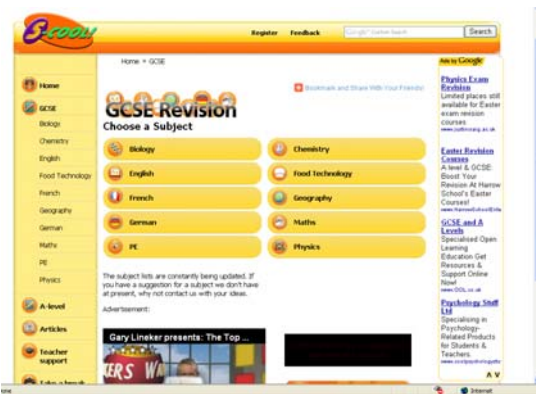 S-COOL!
Register Feedback
Search
Home > GCSE
Bookmark and Share With Your Friends!
GCSE Revision
Choose a Subject
Biology
Chemistry
English
Food Technology
French
Geography
German
Maths
PE
Physics
The subject lists are constantly being updated. If
you have a suggestion for a subject we don't have
at present, why not contact us with your ideas.
Advertisement:
Gary Lineker presents: The Top ...
Home
GCSE
Biology
Chemistry
English
Food Technology
French
Geography
German
Maths
PE
Physics
A-level
Articles
Teacher
support
Take a break
Ads by Google
Physics Exam
Revision
Limited places still
available for Easter
exam revision
courses
Easter Revision
Courses
A level & GCSE:
Boost Your
Revision At Harrow
School's Easter
Courses!
GCSE and A
Levels
Specialised Open
Learning
Education Get
Resources &
Support Online
Now!
www.OOL.co.uk
Psychology Stuff
Ltd
Specialising in
Psychology-
Related Products
for Students &
Teachers.
Internet